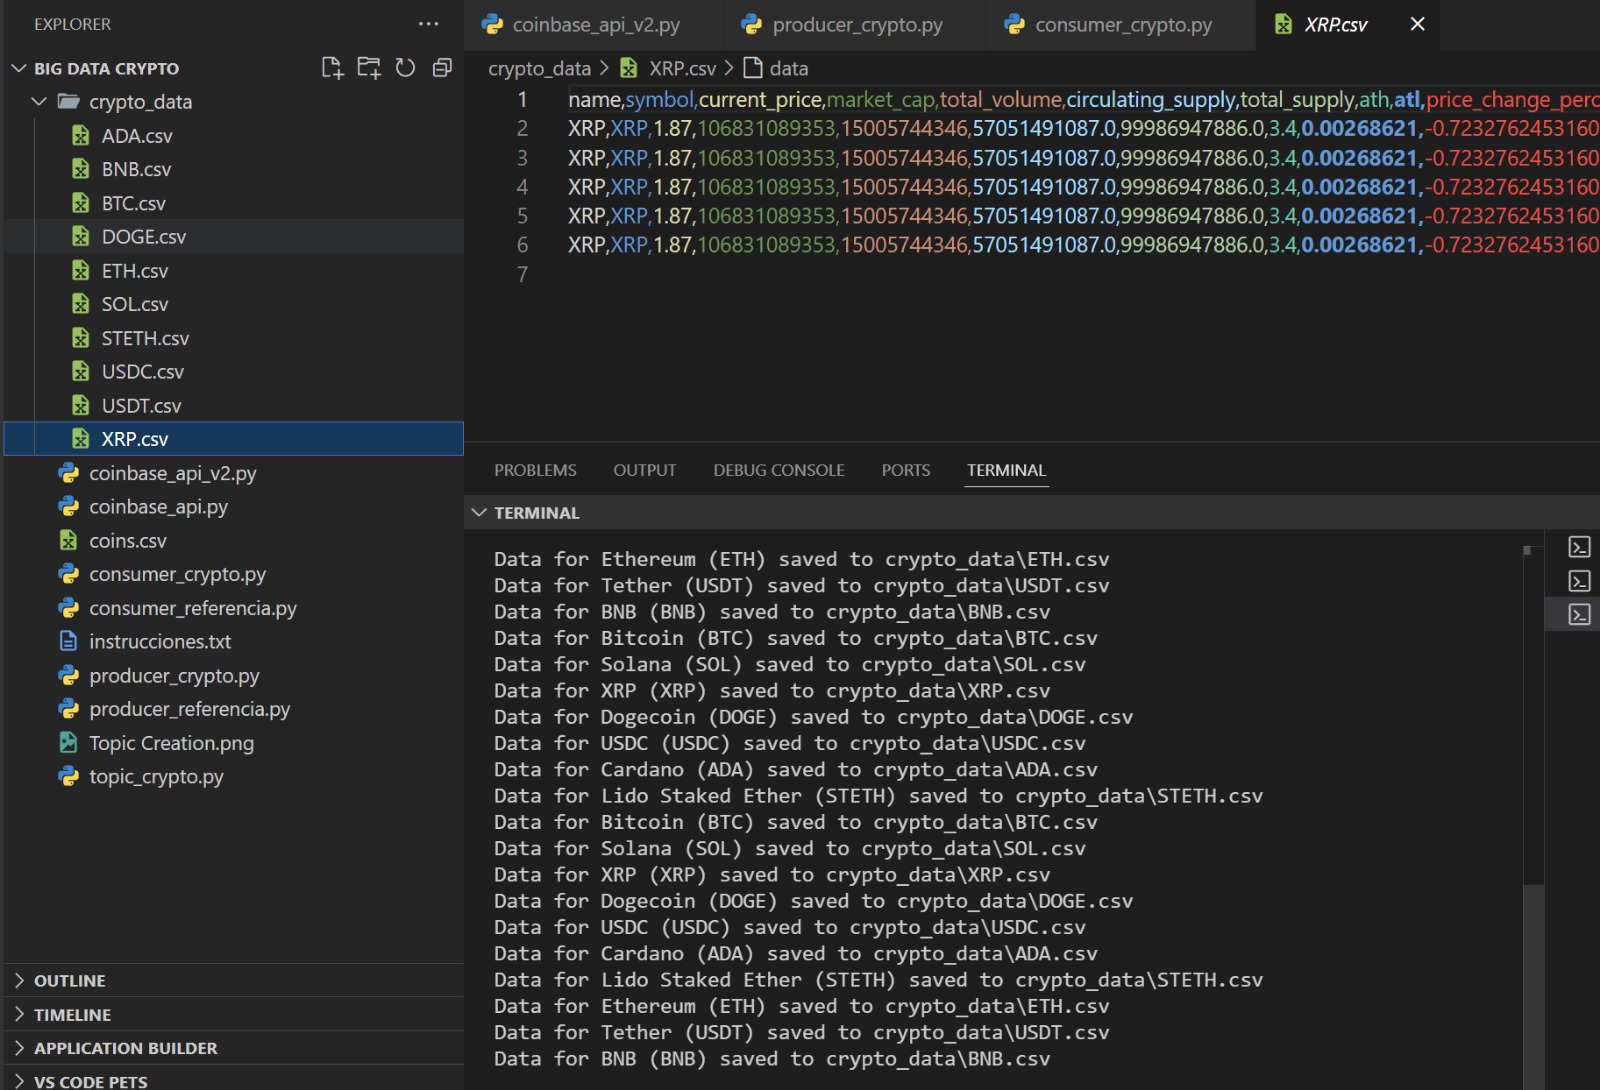 EXPLORER
BIG DATA CRYPTO
crypto_data
ADA.csv
BNB.csv
BTC.csv
DOGE.csv
ETH.csv
SOL.csv
STETH.csv
USDC.csv
USDT.csv
XRP.csv
coinbase_api_v2.py
coinbase_api.py
coins.csv
consumer_crypto.py
consumer_referencia.py
instrucciones.txt
producer_crypto.py
producer_referencia.py
Topic Creation.png
topic_crypto.py
OUTLINE
TIMELINE
APPLICATION BUILDER
VS CODE PETS
coinbase_api_v2.py producer_crypto.py consumer_crypto.py XRP.csv
crypto_data > XRP.csv > data
1 name,symbol,current_price,market_cap,total_volume,circulating_supply,total_supply,ath,atl,price_change_perc
2 XRP,XRP,1.87,106831089353,15005744346,57051491087.0,99986947886.0,3.4,0.00268621,-0.7232762453160
3 XRP,XRP,1.87,106831089353,15005744346,57051491087.0,99986947886.0,3.4,0.00268621,-0.7232762453160
4 XRP,XRP,1.87,106831089353,15005744346,57051491087.0,99986947886.0,3.4,0.00268621,-0.7232762453160
5 XRP,XRP,1.87,106831089353,15005744346,57051491087.0,99986947886.0,3.4,0.00268621,-0.7232762453160
6 XRP,XRP,1.87,106831089353,15005744346,57051491087.0,99986947886.0,3.4,0.00268621,-0.7232762453160
7
PROBLEMS OUTPUT DEBUG CONSOLE PORTS TERMINAL
TERMINAL
Data for Ethereum (ETH) saved to crypto_data\ETH.csv
Data for Tether (USDT) saved to crypto_data\USDT.csv
Data for BNB (BNB) saved to crypto_data\BNB.csv
Data for Bitcoin (BTC) saved to crypto_data\BTC.csv
Data for Solana (SOL) saved to crypto_data\SOL.csv
Data for XRP (XRP) saved to crypto_data\XRP.csv
Data for Dogecoin (DOGE) saved to crypto_data\DOGE.csv
Data for USDC (USDC) saved to crypto_data\USDC.csv
Data for Cardano (ADA) saved to crypto_data\ADA.csv
Data for Lido Staked Ether (STETH) saved to crypto_data\STETH.csv
Data for Bitcoin (BTC) saved to crypto_data\BTC.csv
Data for Solana (SOL) saved to crypto_data\SOL.csv
Data for XRP (XRP) saved to crypto_data\XRP.csv
Data for Dogecoin (DOGE) saved to crypto_data\DOGE.csv
Data for USDC (USDC) saved to crypto_data\USDC.csv
Data for Cardano (ADA) saved to crypto_data\ADA.csv
Data for Lido Staked Ether (STETH) saved to crypto_data\STETH.csv
Data for Ethereum (ETH) saved to crypto_data\ETH.csv
Data for Tether (USDT) saved to crypto_data\USDT.csv
Data for BNB (BNB) saved to crypto_data\BNB.csv